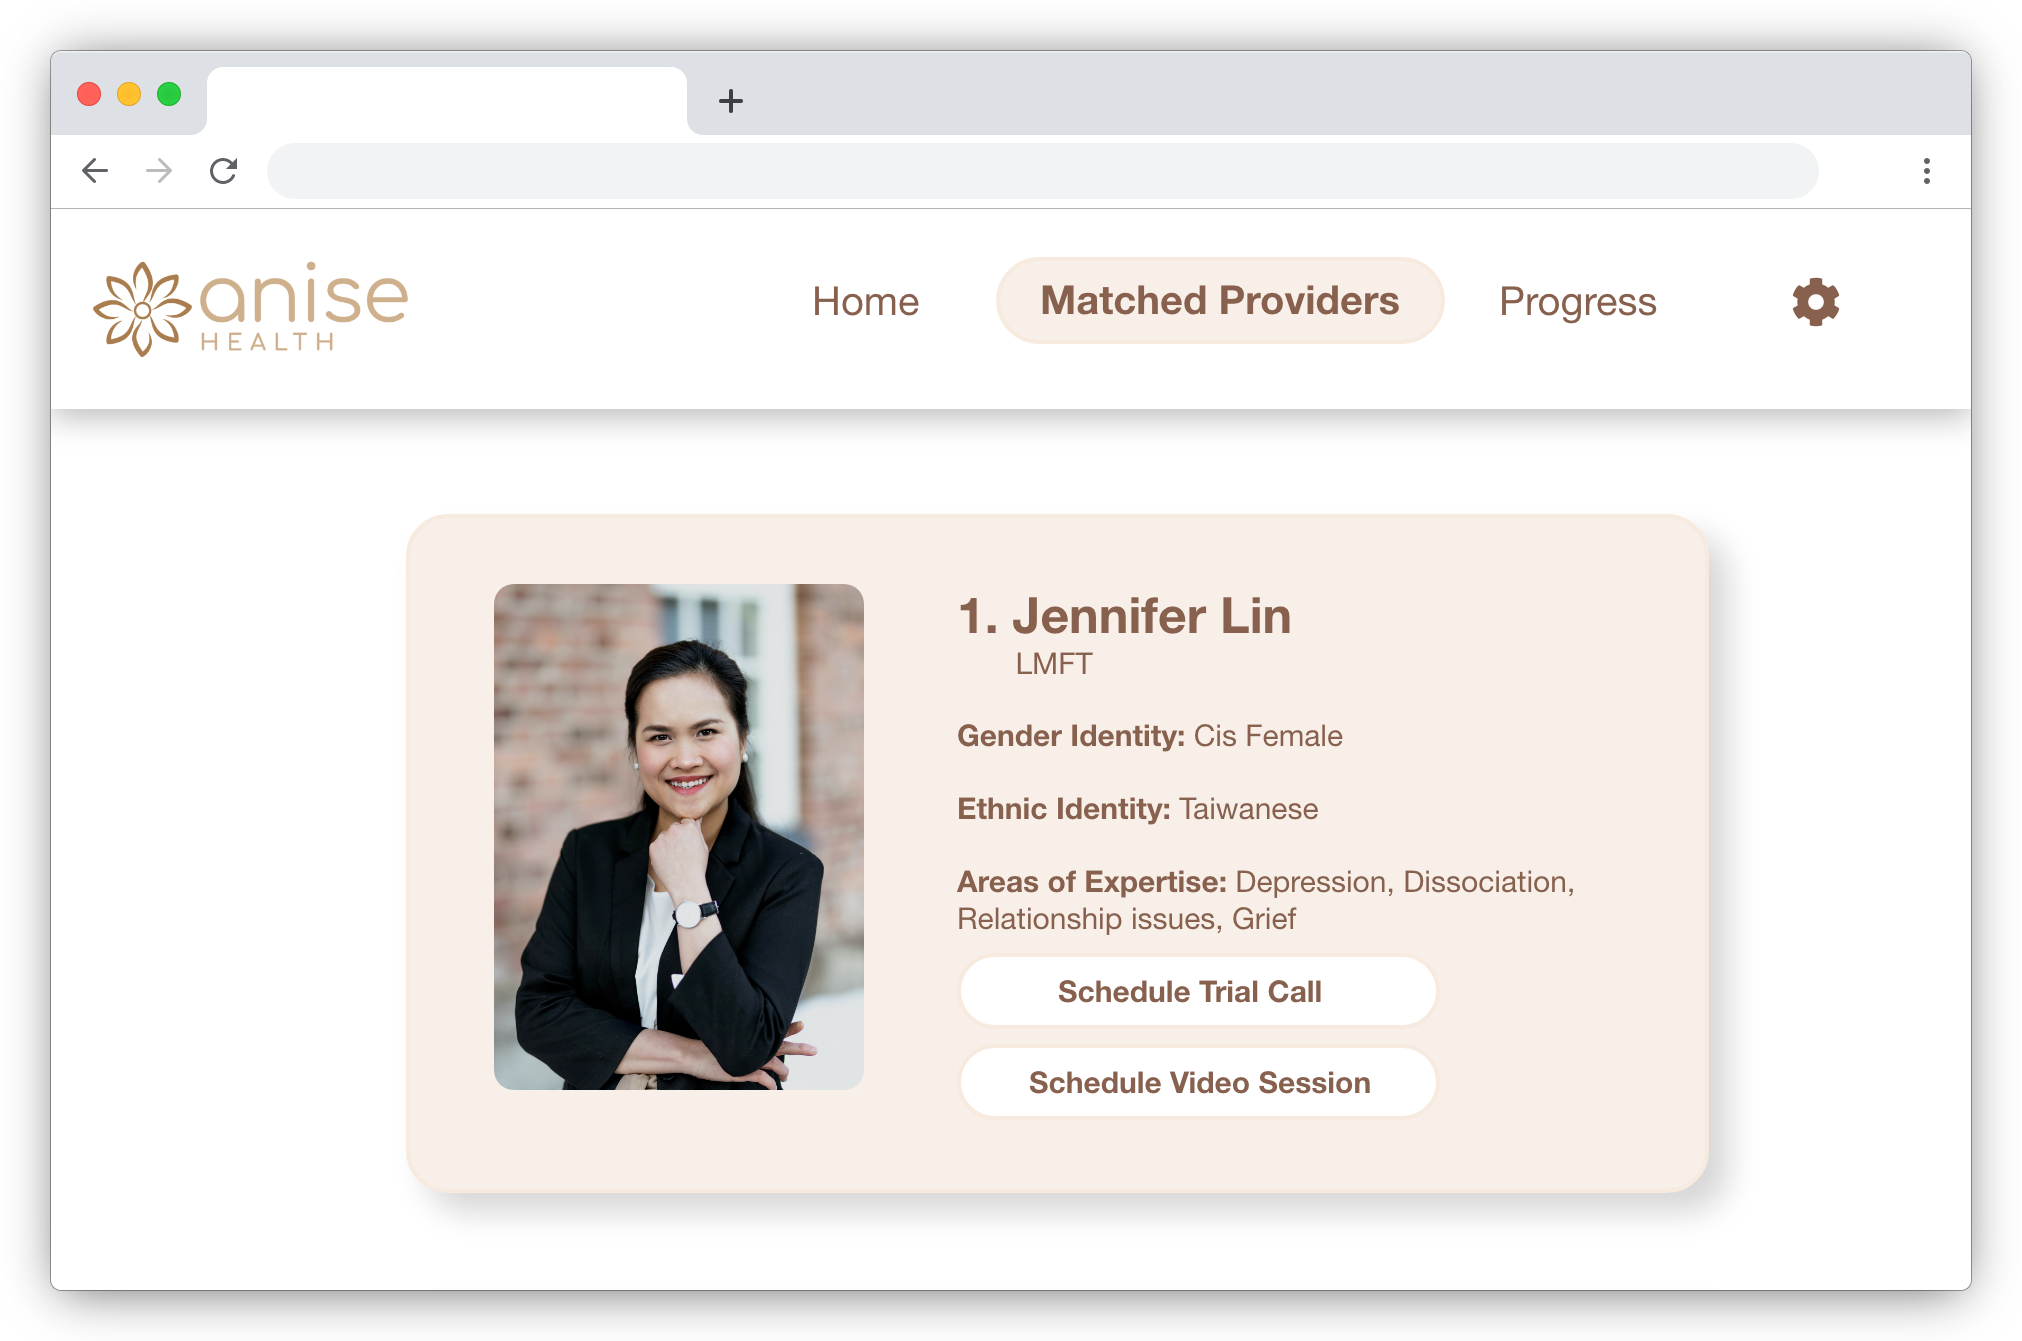 anise
HEALTH
Home
Matched Providers
Progress
1. Jennifer Lin
LMFT
Gender Identity: Cis Female
Ethnic Identity: Taiwanese
Areas of Expertise: Depression, Dissociation,
Relationship issues, Grief
Schedule Trial Call
Schedule Video Session